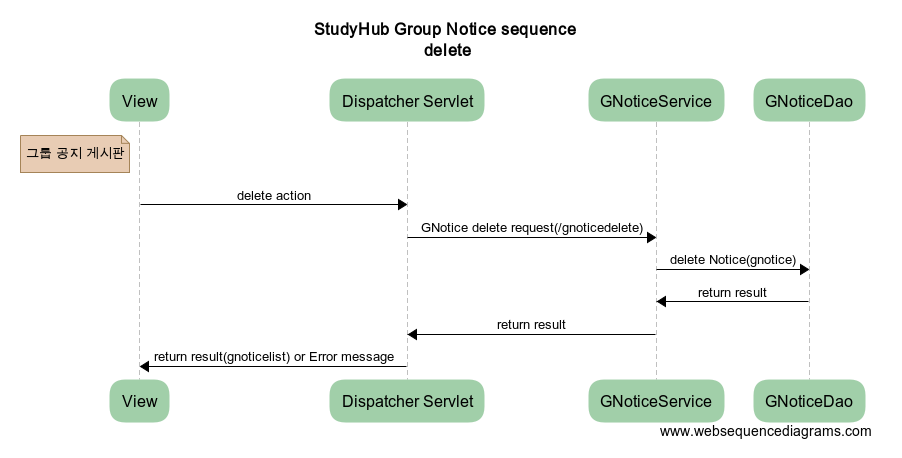 StudyHub Group Notice sequence
delete
View
Dispatcher Servlet
GNoticeService
GNoticeDao
그룹 공지 게시판
delete action
GNotice delete request(/gnoticedelete)
delete Notice(gnotice)
return result
return result
return result(gnoticelist) or Error message
View
Dispatcher Servlet
GNoticeService
GNoticeDao
www.websequencediagrams.com